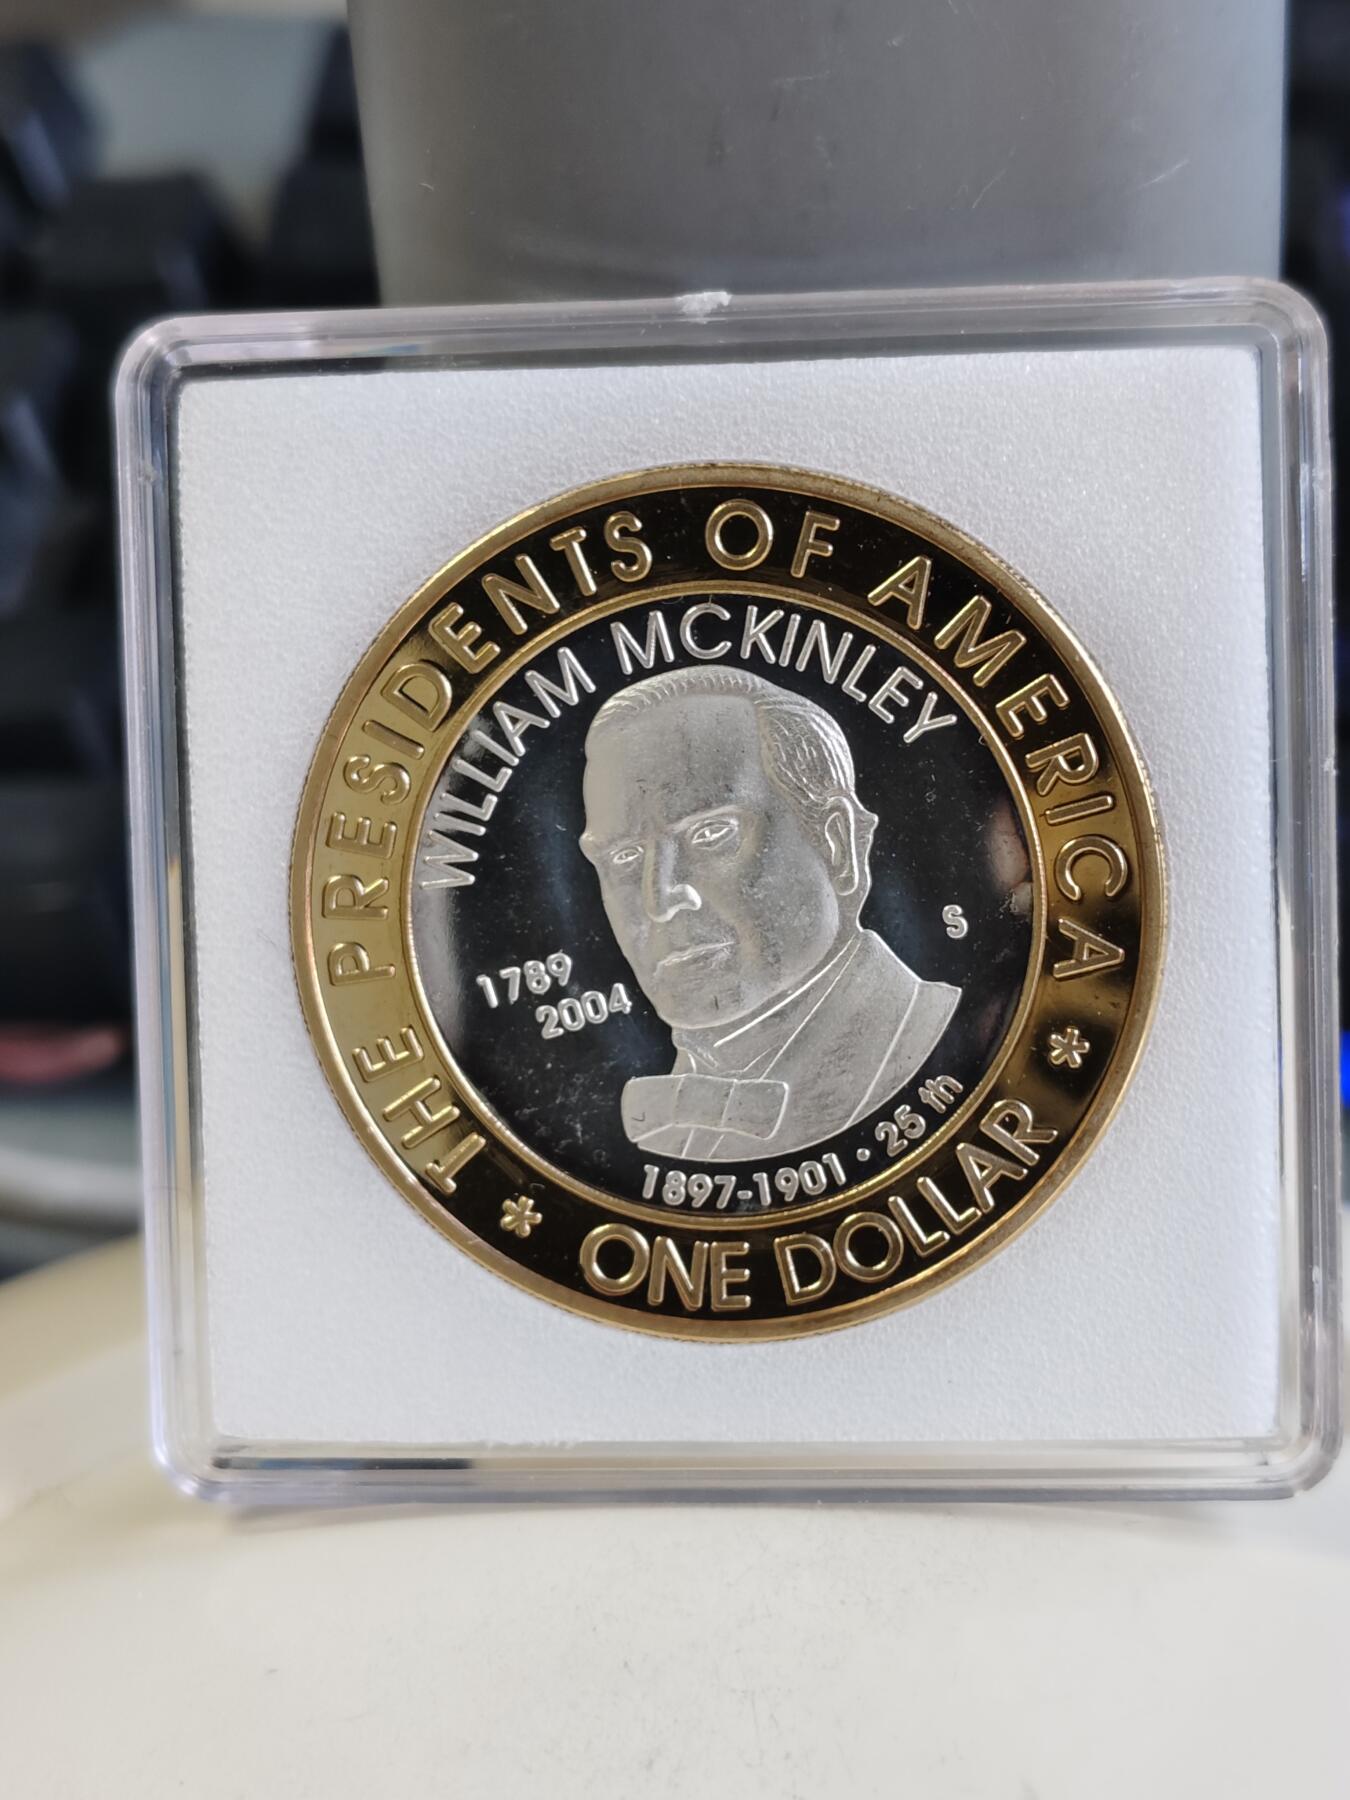 THE PRESIDENTS OF AMERICA
WILLIAM MCKINLEY
S
1789
2004
1897-1901 • 25 th
* ONE DOLLAR *